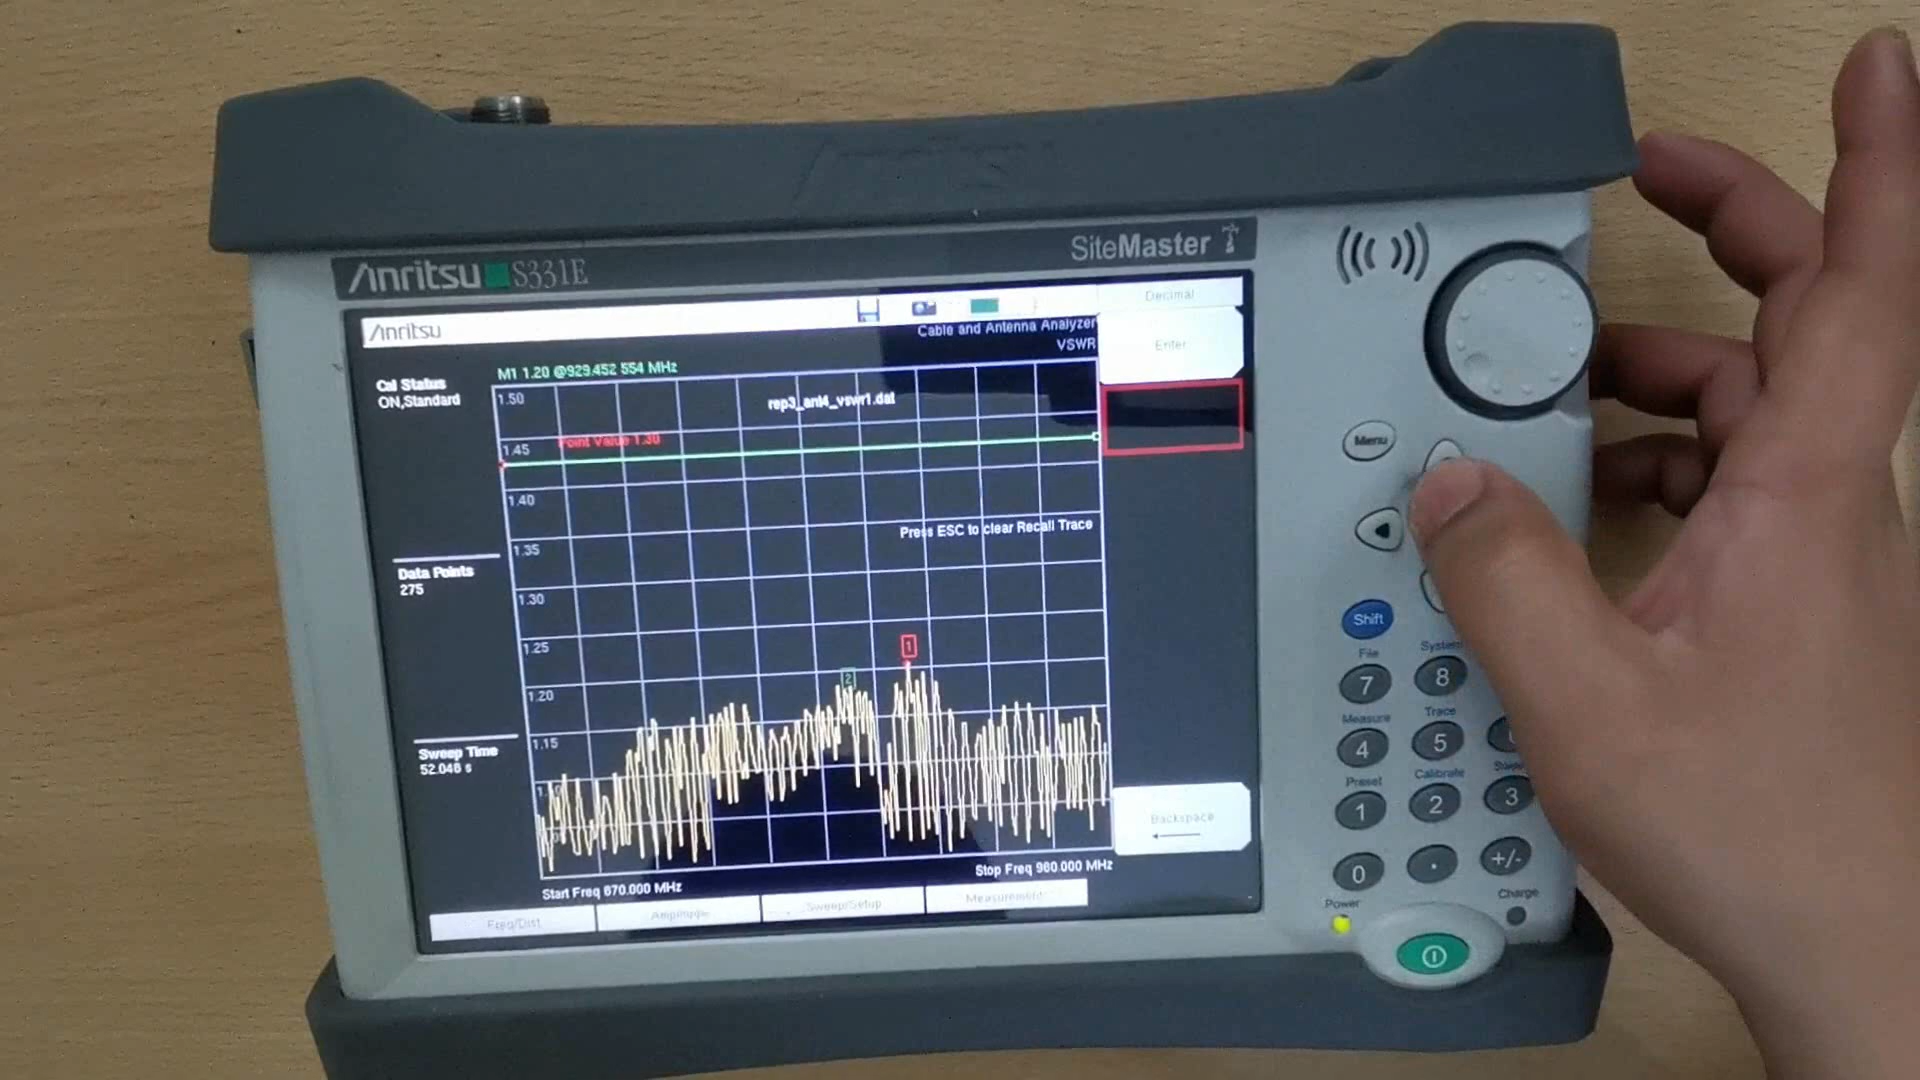 Anritsu S331E
SiteMaster
Anritsu
Cable and Antenna Analyzer
VSWR
Decimal
Enter
M1 1.20 @929.452 554 MHz
Cal Status
ON,Standard
1.50
rep3_ant4_vswr1.dat
Point Value 1.30
1.45
1.40
Press ESC to clear Recall Trace
1.35
Data Points
275
1.30
1.25
1
2
1.20
1.15
Sweep Time
52.046 s
Backspace
Start Freq 870.000 MHz
Stop Freq 960.000 MHz
Freq/Dist
Amplitude
Sweep/Setup
Measurement
Menu
Shift
File
System
7
8
Measure
Trace
4
5
Preset
Calibrate
Sweep
1
2
3
0
.
+/-
Power
Charge